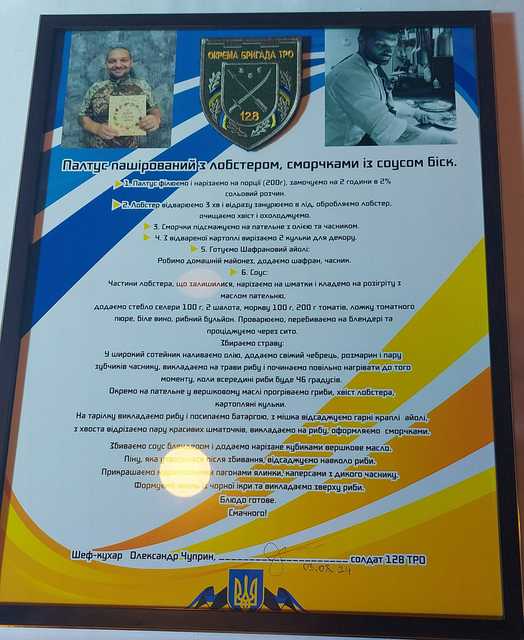 ОКРЕМА БРИГАДА ТРО
128
Палтус пашірований з лобстером, сморчками із соусом біск.
1. Палтус філюємо і нарізаємо на порції (200г), замочуємо на 2 години в 2%
сольовий розчин.
2. Лобстер відварюємо 3 хв і відразу занурюємо в лід, обробляємо лобстер,
очищаємо хвіст і охолоджуємо.
3. Сморчки підсмажуємо на пательне з олією та часником.
4. З відвареної картоплі вирізаємо 2 кульки для декору.
5. Готуємо Шафрановий айолі:
Робимо домашній майонез, додаємо шафран, часник.
6. Соус:
Частини лобстера, що залишилися, нарізаємо на шматки і кладемо на розігріту з
маслом пательню,
додаємо стебло селери 100 г, 2 шалота, моркву 100 г, 200 г томатів, ложку томатного
пюре, біле вино, рибний бульйон. Проварюємо, перебиваємо на блендері та
проціджуємо через сито.
Збираємо страву:
У широкий сотейник наливаємо олію, додаємо свіжий чебрець, розмарин і пару
зубчиків часнику, викладаємо на трави рибу і починаємо повільно нагрівати до того
моменту, коли всередині риби буде 46 градусів.
Окремо на пательне у вершковому маслі прогріваємо гриби, хвіст лобстера,
картопляні кульки.
На тарілку викладаємо рибу і посипаємо батаргою, з мішка відсаджуємо гарні краплі айолі,
з хвоста відрізаємо пару красивих шматочків, викладаємо на рибу, оформляємо сморчками.
Збиваємо соус блендером і додаємо нарізане кубиками вершкове масло.
Піну, яка після збивання, відсаджуємо навколо риби.
Прикрашаємо пагонами ялинки, каперсами з дикого часнику.
Формуємо чорної ікри та викладаємо зверху риби.
Блюдо готове.
Смачного!
Шеф-кухар Олександр Чуприн, ____________________ солдат 128 ТРО
03.08.24